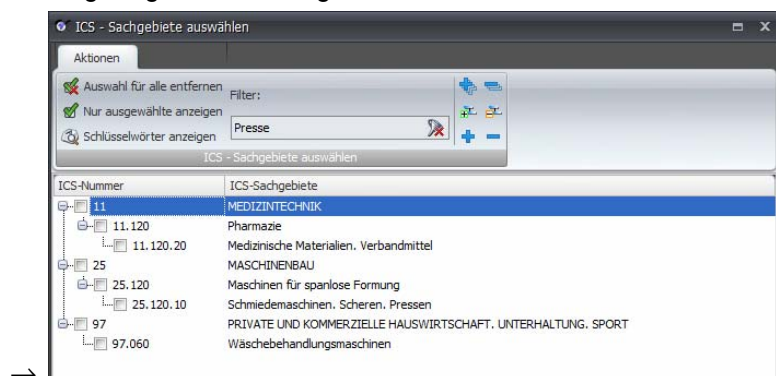 ICS - Sachgebiete auswählen
Aktionen
Auswahl für alle entfernen
Filter:
Nur ausgewählte anzeigen
Presse
Schlüsselwörter anzeigen
ICS - Sachgebiete auswählen
ICS-Nummer ICS-Sachgebiete
11 MEDIZINTECHNIK
11.120 Pharmazie
11.120.20 Medizinische Materialien. Verbandmittel
25 MASCHINENBAU
25.120 Maschinen für spanlose Formung
25.120.10 Schmiedemaschinen. Scheren. Pressen
97 PRIVATE UND KOMMERZIELLE HAUSWIRTSCHAFT. UNTERHALTUNG. SPORT
97.060 Wäschebehandlungsmaschinen